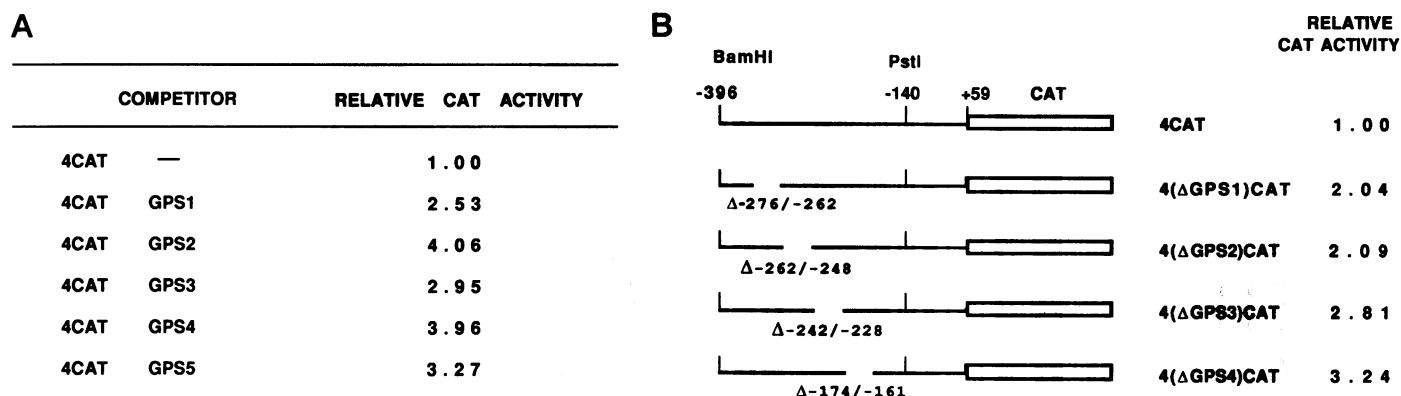 A
COMPETITOR RELATIVE CAT ACTIVITY
4CAT — 1.00
4CAT GPS1 2.53
4CAT GPS2 4.06
4CAT GPS3 2.95
4CAT GPS4 3.96
4CAT GPS5 3.27
B
RELATIVE
CAT ACTIVITY
BamHI PstI
-396 -140 +59 CAT
4CAT 1.00
4(ΔGPS1)CAT 2.04
Δ-276/-262
4(ΔGPS2)CAT 2.09
Δ-262/-248
4(ΔGPS3)CAT 2.81
Δ-242/-228
4(ΔGPS4)CAT 3.24
Δ-174/-161